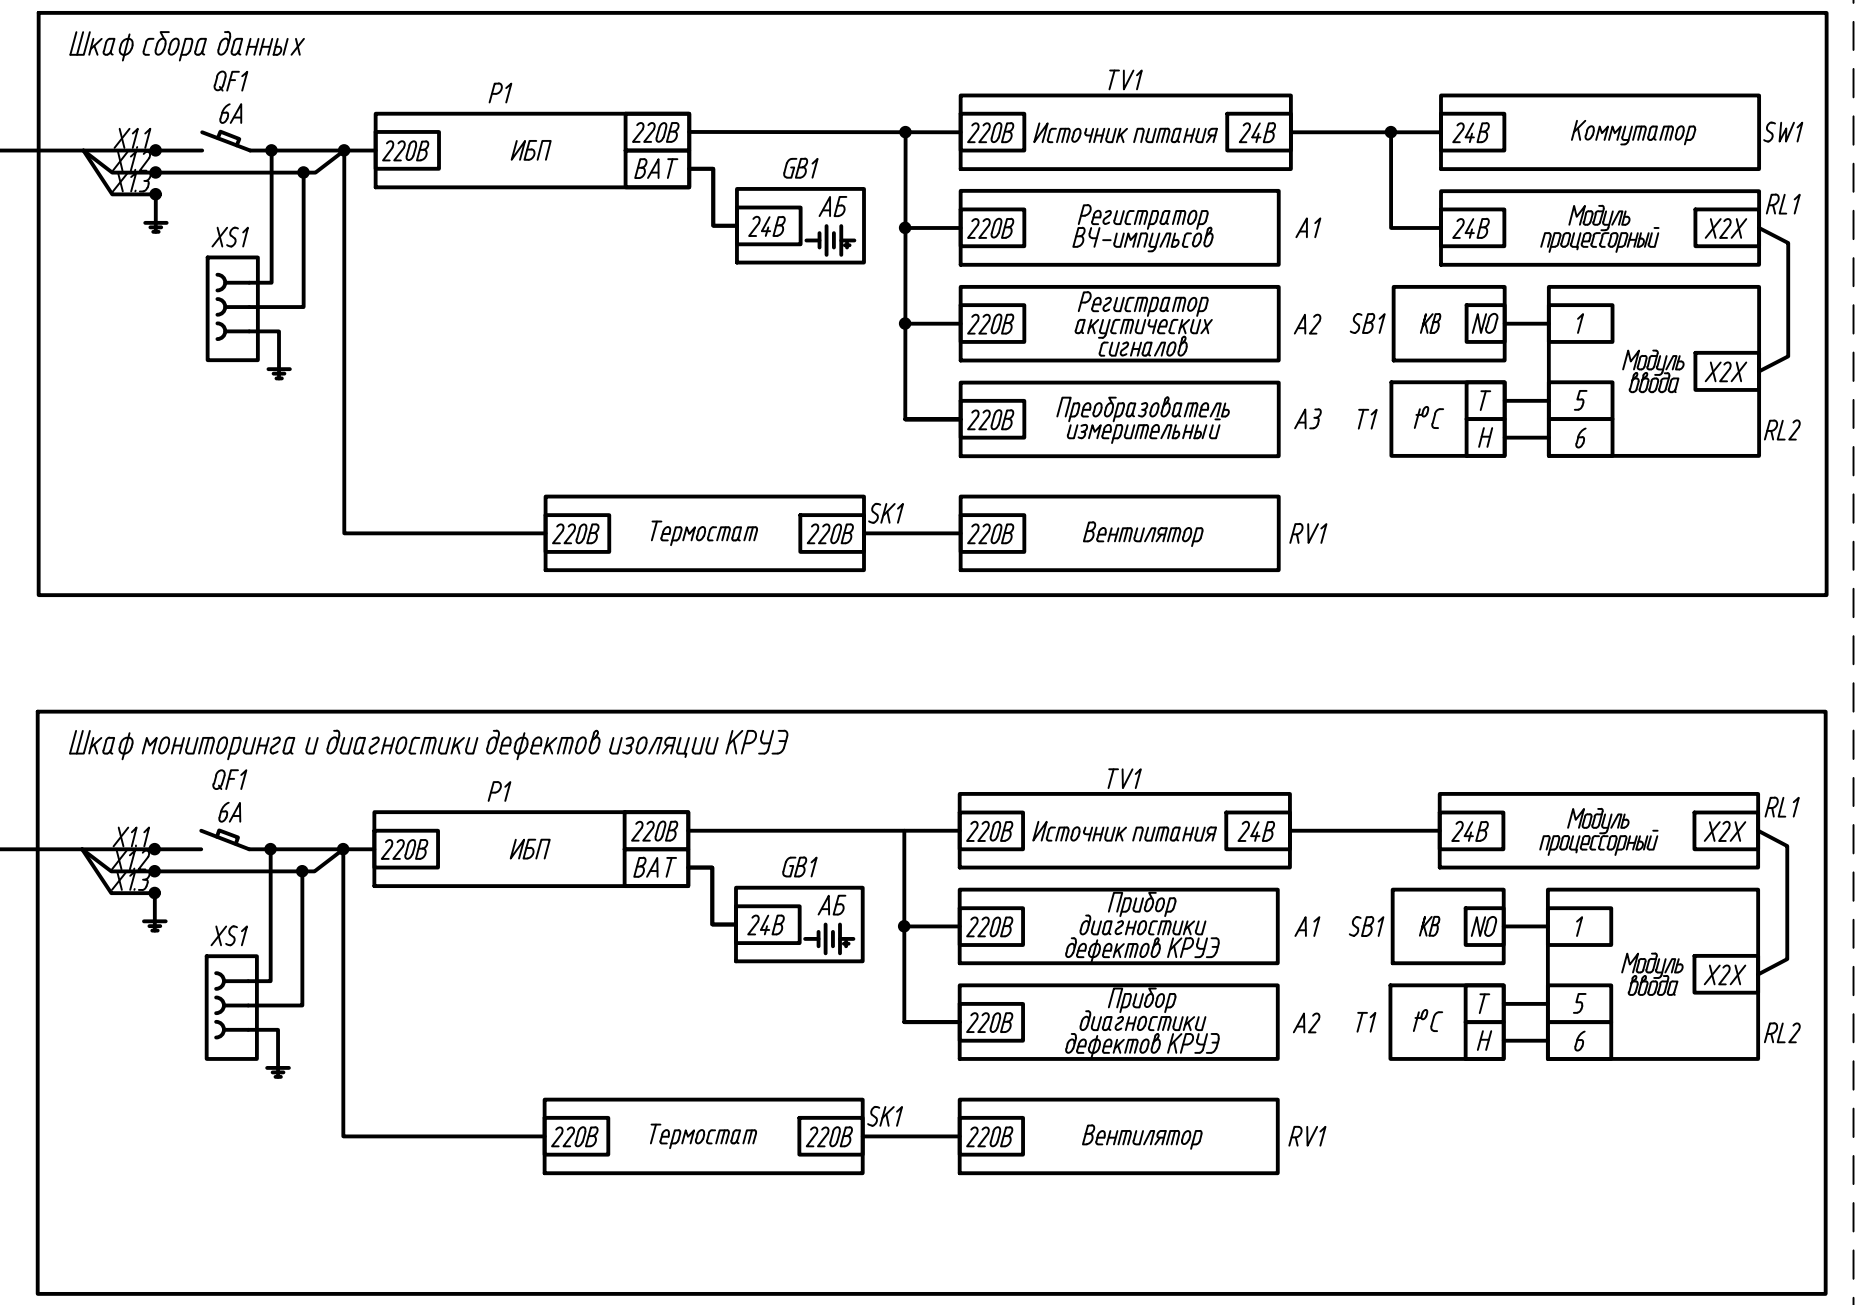 Шкаф сбора данных
QF1
6А
X1.1
X1.2
X1.3
XS1
P1
220В
ИБП
220В
BAT
GB1
24В
АБ
TV1
220В
Источник питания
24В
24В
Коммутатор
SW1
220В
Регистратор
ВЧ-импульсов
A1
24В
Модуль
процессорный
X2X
RL1
220В
Регистратор
акустических
сигналов
A2
SB1
КВ
NO
1
Модуль
ввода
X2X
220В
Преобразователь
измерительный
A3
T1
t°C
T
H
5
6
RL2
220В
Термостат
220В
SK1
220В
Вентилятор
RV1
Шкаф мониторинга и диагностики дефектов изоляции КРУЭ
QF1
6А
X1.1
X1.2
X1.3
XS1
P1
220В
ИБП
220В
BAT
GB1
24В
АБ
TV1
220В
Источник питания
24В
24В
Модуль
процессорный
X2X
RL1
220В
Прибор
диагностики
дефектов КРУЭ
A1
SB1
КВ
NO
1
Модуль
ввода
X2X
220В
Прибор
диагностики
дефектов КРУЭ
A2
T1
t°C
T
H
5
6
RL2
220В
Термостат
220В
SK1
220В
Вентилятор
RV1